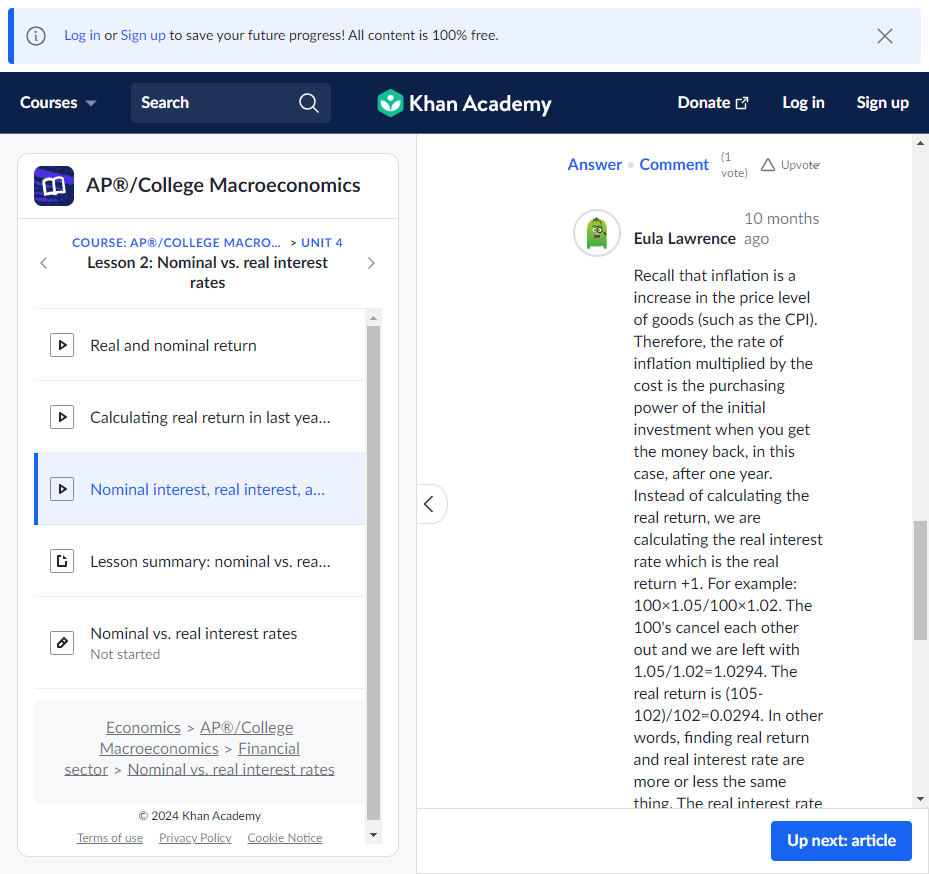 Log in or Sign up to save your future progress! All content is 100% free.
Courses
Search
Khan Academy
Donate
Log in
Sign up
AP®/College Macroeconomics
COURSE: AP®/COLLEGE MACRO... > UNIT 4
Lesson 2: Nominal vs. real interest
rates
Real and nominal return
Calculating real return in last yea...
Nominal interest, real interest, a...
Lesson summary: nominal vs. rea...
Nominal vs. real interest rates
Not started
Economics > AP®/College
Macroeconomics > Financial
sector > Nominal vs. real interest rates
© 2024 Khan Academy
Terms of use Privacy Policy Cookie Notice
Answer • Comment
(1
vote)
Upvote
Eula Lawrence
10 months
ago
Recall that inflation is a
increase in the price level
of goods (such as the CPI).
Therefore, the rate of
inflation multiplied by the
cost is the purchasing
power of the initial
investment when you get
the money back, in this
case, after one year.
Instead of calculating the
real return, we are
calculating the real interest
rate which is the real
return +1. For example:
100×1.05/100×1.02. The
100's cancel each other
out and we are left with
1.05/1.02=1.0294. The
real return is (105-
102)/102=0.0294. In other
words, finding real return
and real interest rate are
more or less the same
thing. The real interest rate
Up next: article